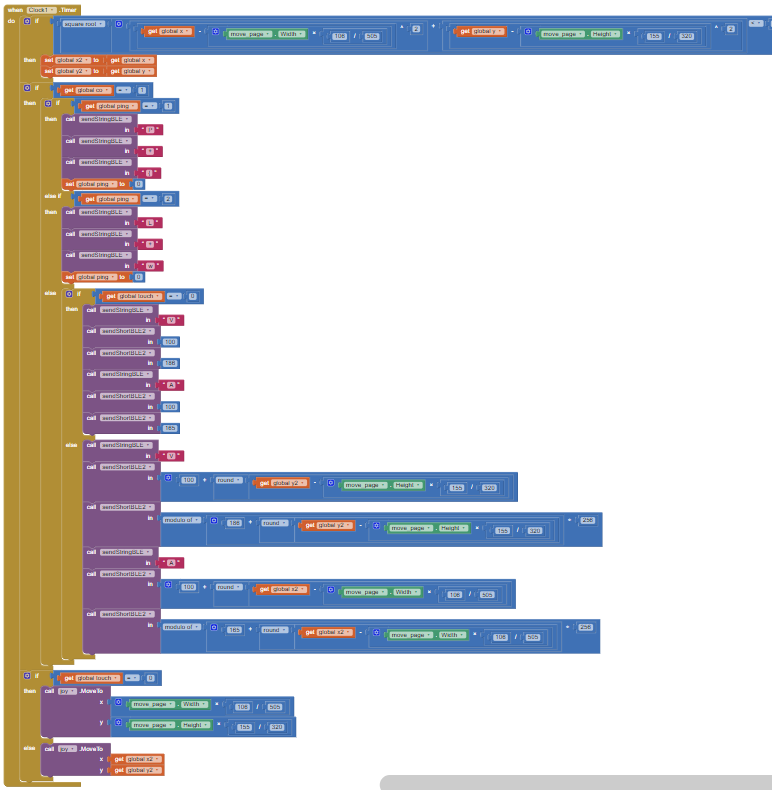 when Clock1 .Timer
do if square root get global x - move_page . Width × 106 / 505 ^ 2 + get global y - move_page . Height × 155 / 320 ^ 2
then set global x2 to get global x
set global y2 to get global y
if get global co = 1
then if get global ping = 1
then call sendStringBLE
in " P "
call sendStringBLE
in
call sendStringBLE
in
set global ping to 0
else if get global ping = 2
then call sendStringBLE
in " L "
call sendStringBLE
in
call sendStringBLE
in " w "
set global ping to 0
else if get global touch = 0
then call sendStringBLE
in " V "
call sendShortBLE2
in 100
call sendShortBLE2
in 186
call sendStringBLE
in " A "
call sendShortBLE2
in 100
call sendShortBLE2
in 185
else call sendStringBLE
in " V "
call sendShortBLE2
in 100 + round get global y2 - move_page . Height × 155 / 320
call sendShortBLE2
in modulo of 186 + round get global y2 - move_page . Height × 155 / 320 ÷ 256
call sendStringBLE
in " A "
call sendShortBLE2
in 100 + round get global x2 - move_page . Width × 106 / 505
call sendShortBLE2
in modulo of 185 + round get global x2 - move_page . Width × 106 / 505 ÷ 256
if get global touch = 0
then call joy .MoveTo
x move_page . Width × 106 / 505
y move_page . Height × 155 / 320
else call joy .MoveTo
x get global x2
y get global y2